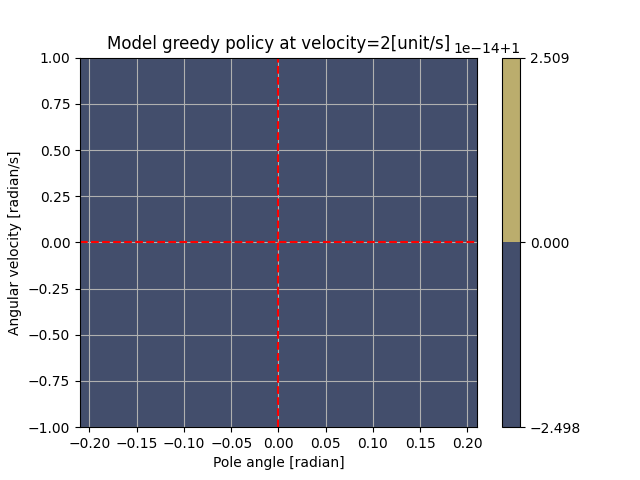 Model greedy policy at velocity=2[unit/s]
1e−14+1
1.00
0.75
0.50
0.25
0.00
−0.25
−0.50
−0.75
−1.00
Angular velocity [radian/s]
−0.20 −0.15 −0.10 −0.05 0.00 0.05 0.10 0.15 0.20
Pole angle [radian]
2.509
0.000
−2.498